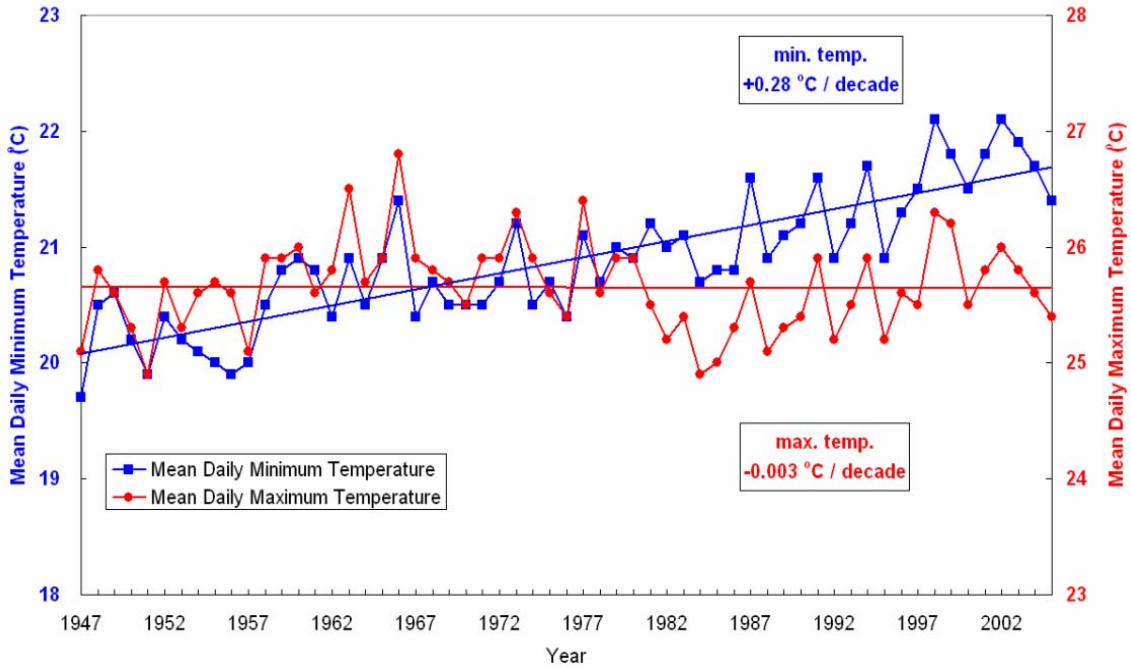 Mean Daily Minimum Temperature (°C)
23
22
21
20
19
18
min. temp.
+0.28 °C / decade
max. temp.
-0.003 °C / decade
Mean Daily Minimum Temperature
Mean Daily Maximum Temperature
28
27
26
25
24
23
Mean Daily Maximum Temperature (°C)
1947 1952 1957 1962 1967 1972 1977 1982 1987 1992 1997 2002
Year